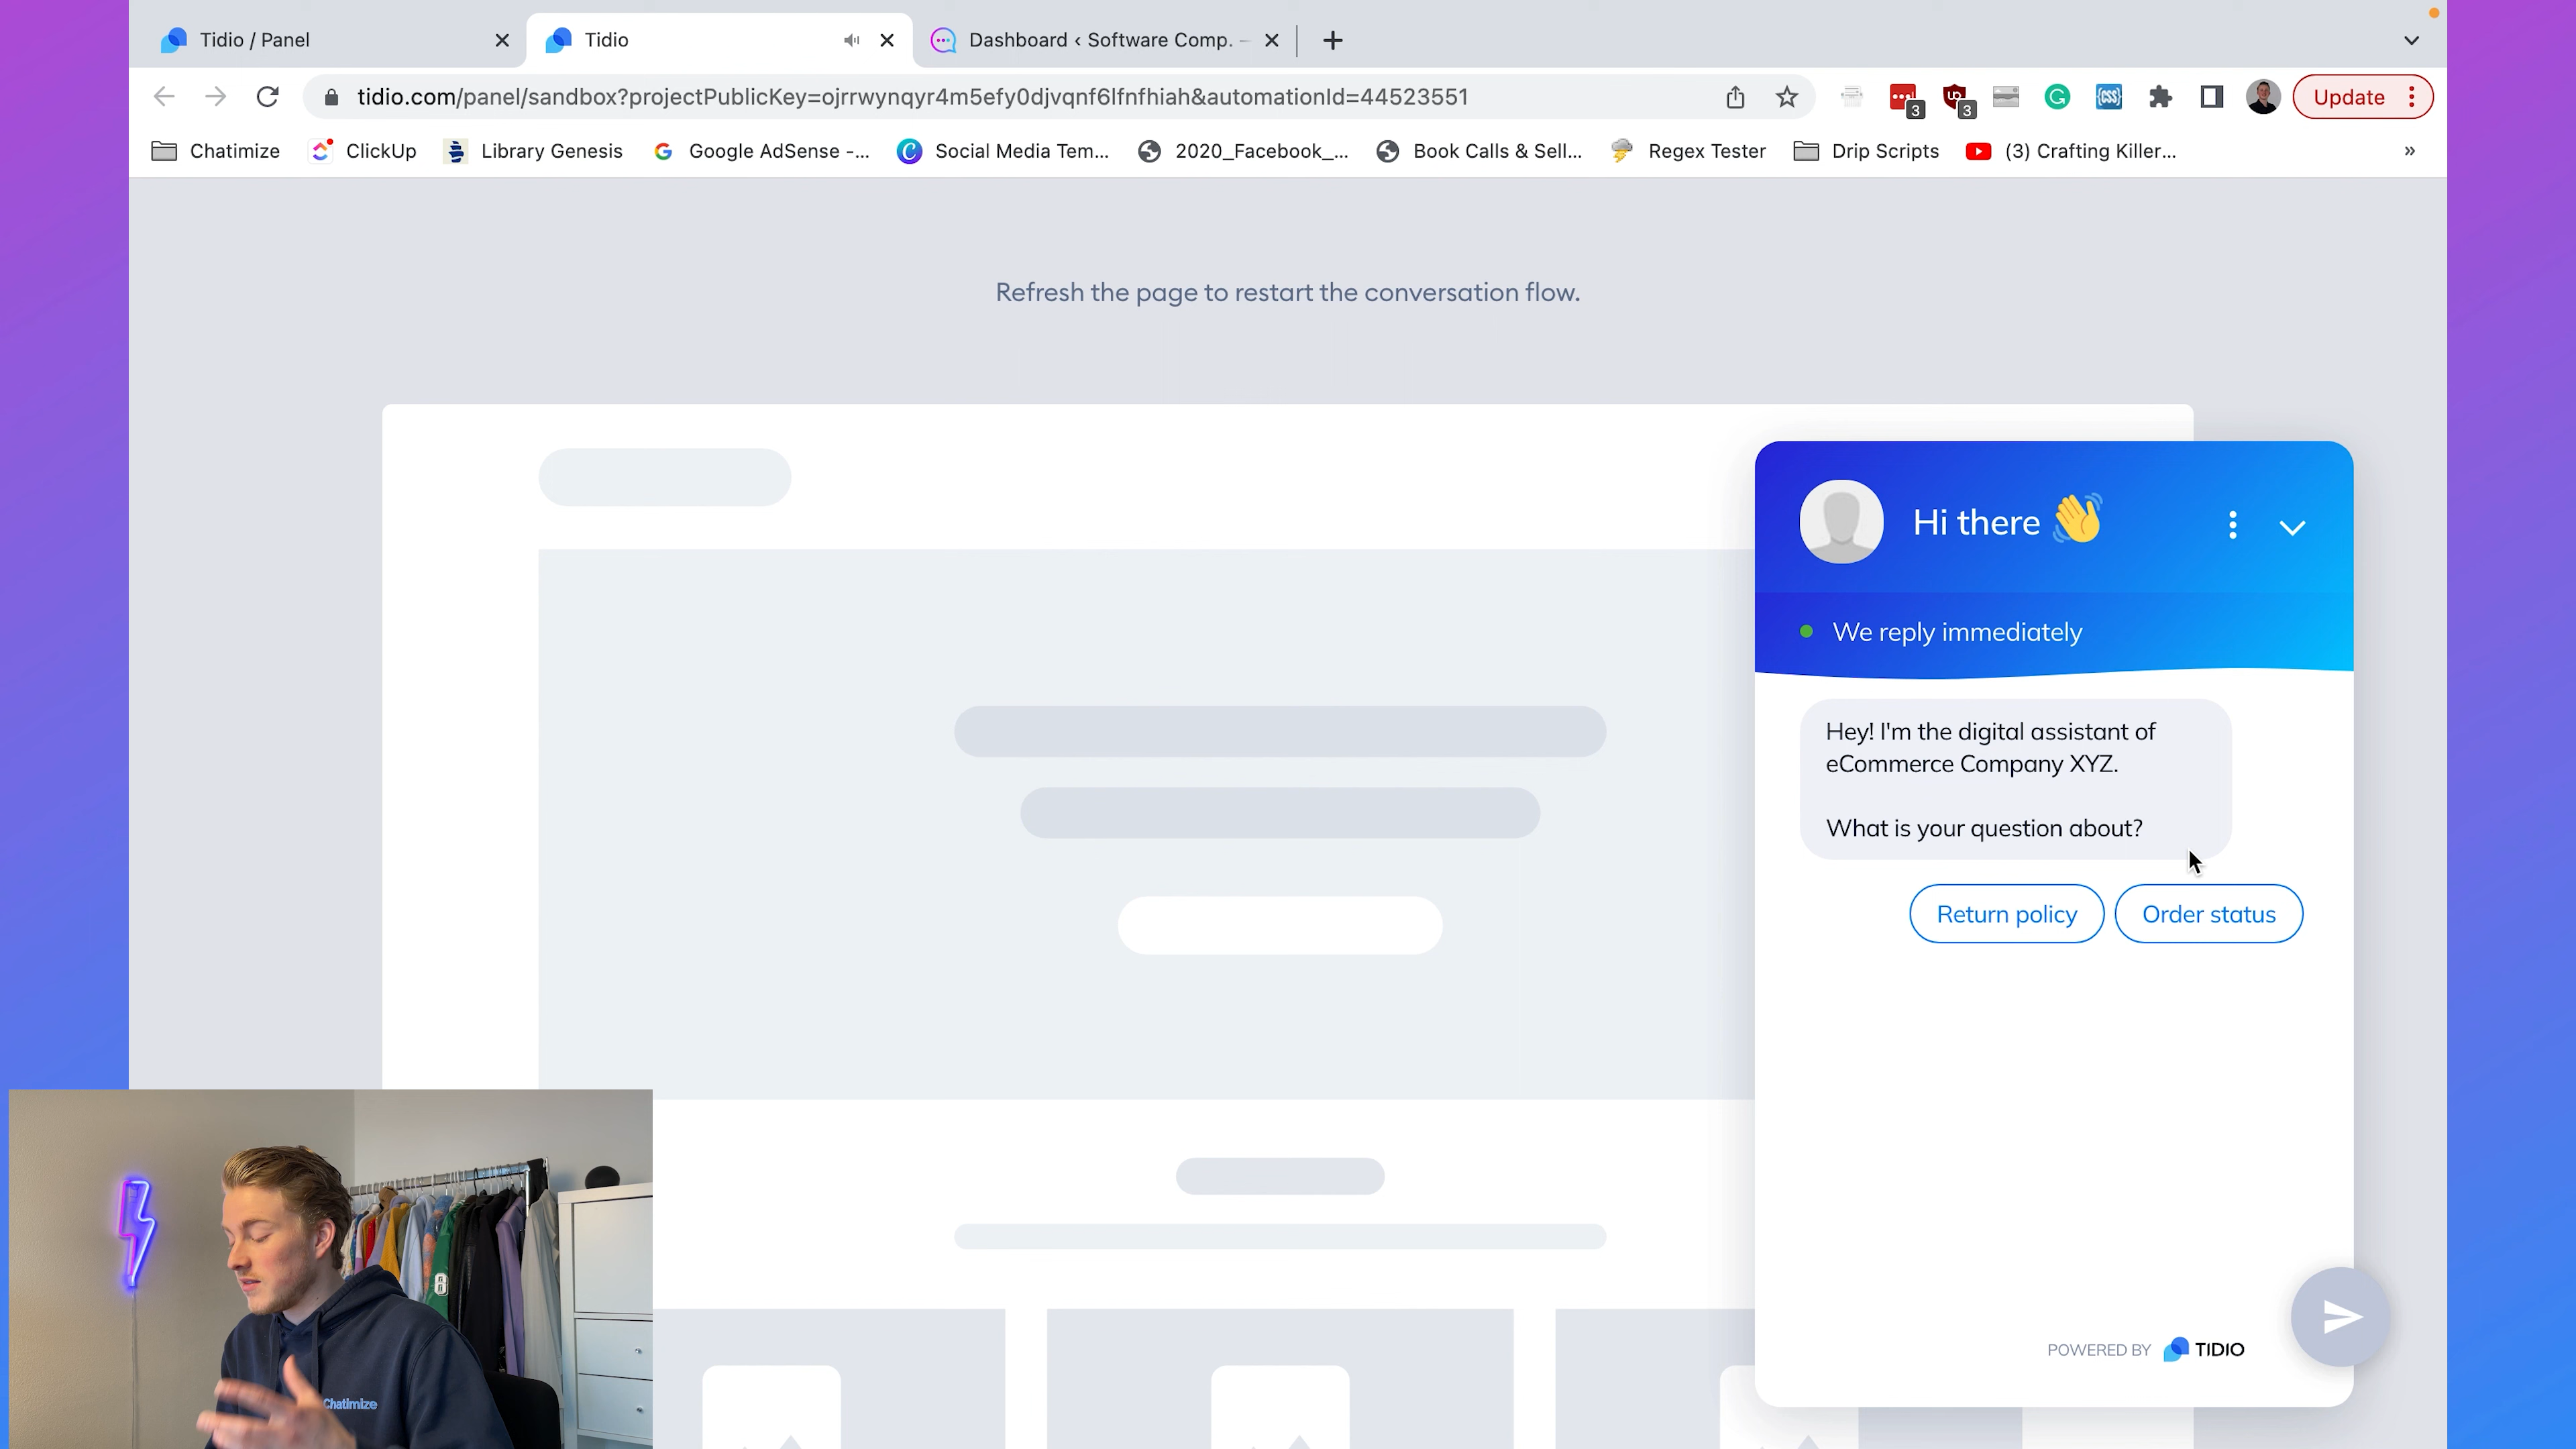 Tidio / Panel
Tidio
Dashboard ‹ Software Comp. –
tidio.com/panel/sandbox?projectPublicKey=ojrrwynqyr4m5efy0djvqnf6lfnfhiah&automationId=44523551
3
3
Update
Chatimize
ClickUp
Library Genesis
Google AdSense -...
Social Media Tem...
2020_Facebook_...
Book Calls & Sell...
Regex Tester
Drip Scripts
(3) Crafting Killer...
»
Refresh the page to restart the conversation flow.
Hi there
We reply immediately
Hey! I'm the digital assistant of
eCommerce Company XYZ.
What is your question about?
Return policy
Order status
POWERED BY TIDIO
Chatimize